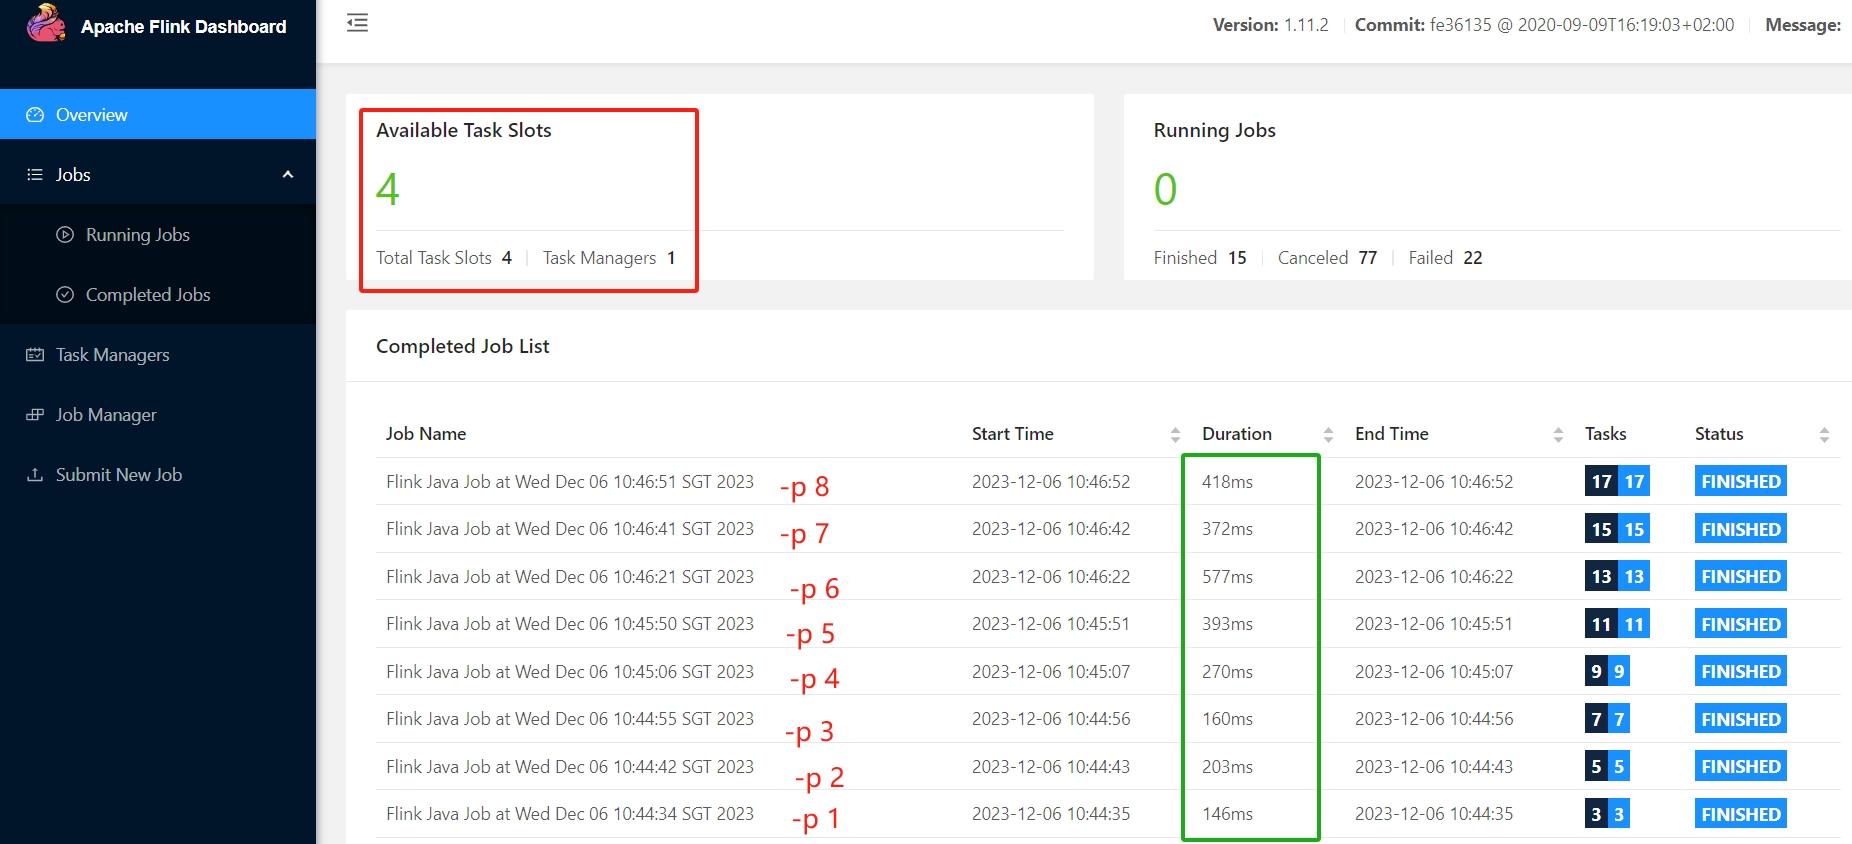 Apache Flink Dashboard
Version: 1.11.2 Commit: fe36135 @ 2020-09-09T16:19:03+02:00 Message:
Overview
Jobs
Running Jobs
Completed Jobs
Task Managers
Job Manager
Submit New Job
Available Task Slots
4
Total Task Slots 4 Task Managers 1
Running Jobs
0
Finished 15 Canceled 77 Failed 22
Completed Job List
Job Name Start Time Duration End Time Tasks Status
Flink Java Job at Wed Dec 06 10:46:51 SGT 2023 -p 8 2023-12-06 10:46:52 418ms 2023-12-06 10:46:52 17 17 FINISHED
Flink Java Job at Wed Dec 06 10:46:41 SGT 2023 -p 7 2023-12-06 10:46:42 372ms 2023-12-06 10:46:42 15 15 FINISHED
Flink Java Job at Wed Dec 06 10:46:21 SGT 2023 -p 6 2023-12-06 10:46:22 577ms 2023-12-06 10:46:22 13 13 FINISHED
Flink Java Job at Wed Dec 06 10:45:50 SGT 2023 -p 5 2023-12-06 10:45:51 393ms 2023-12-06 10:45:51 11 11 FINISHED
Flink Java Job at Wed Dec 06 10:45:06 SGT 2023 -p 4 2023-12-06 10:45:07 270ms 2023-12-06 10:45:07 9 9 FINISHED
Flink Java Job at Wed Dec 06 10:44:55 SGT 2023 -p 3 2023-12-06 10:44:56 160ms 2023-12-06 10:44:56 7 7 FINISHED
Flink Java Job at Wed Dec 06 10:44:42 SGT 2023 -p 2 2023-12-06 10:44:43 203ms 2023-12-06 10:44:43 5 5 FINISHED
Flink Java Job at Wed Dec 06 10:44:34 SGT 2023 -p 1 2023-12-06 10:44:35 146ms 2023-12-06 10:44:35 3 3 FINISHED